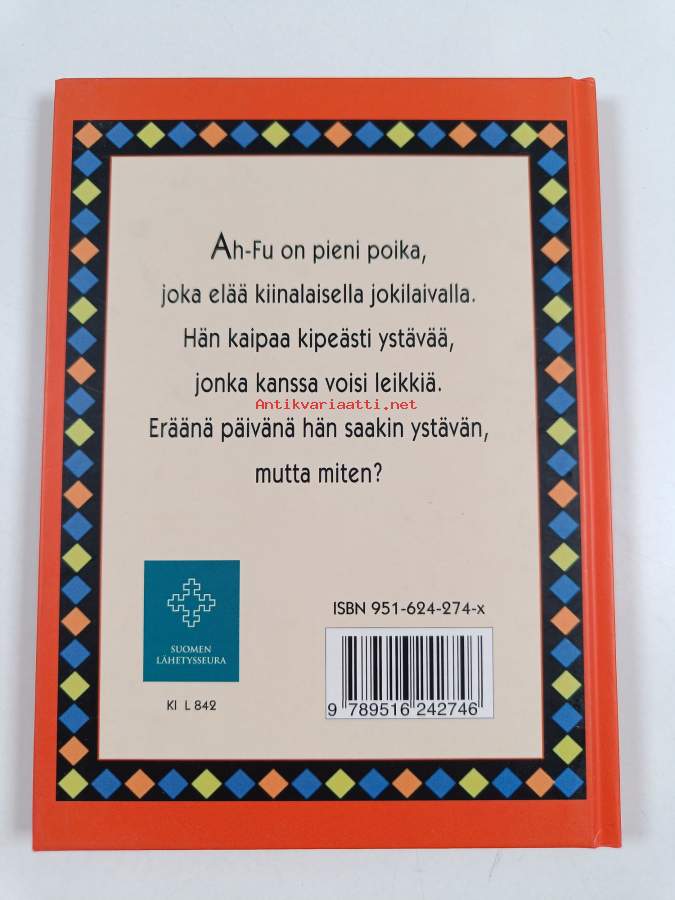 Ah-Fu on pieni poika,
joka elää kiinalaisella jokilaivalla.
Hän kaipaa kipeästi ystävää,
jonka kanssa voisi leikkiä.
Antikvariaatti.net
Eräänä päivänä hän saakin ystävän,
mutta miten?
SUOMEN
LÄHETYSSEURA
KI L 842
ISBN 951-624-274-x
9 789516 242746